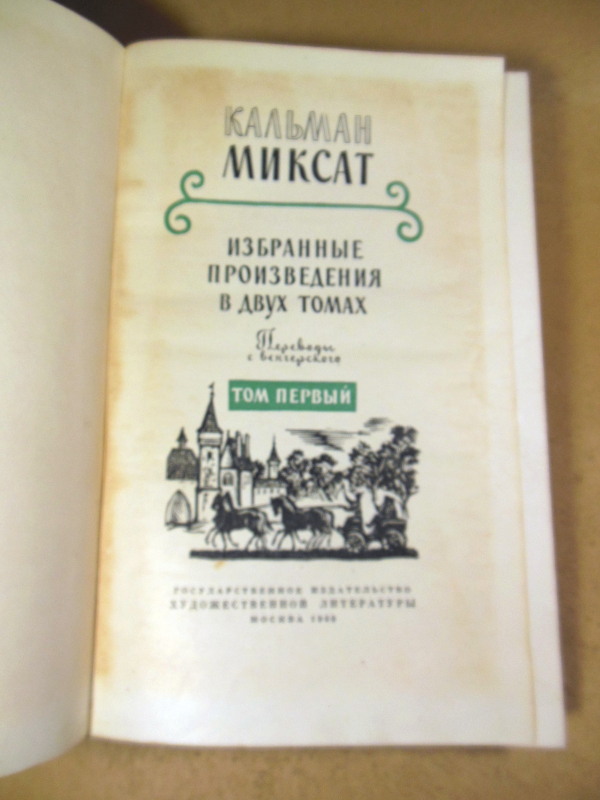 КАЛЬМАН
МИКСАТ
ИЗБРАННЫЕ
ПРОИЗВЕДЕНИЯ
В ДВУХ ТОМАХ
Переводы
с венгерского
ТОМ ПЕРВЫЙ
ГОСУДАРСТВЕННОЕ ИЗДАТЕЛЬСТВО
ХУДОЖЕСТВЕННОЙ ЛИТЕРАТУРЫ
МОСКВА